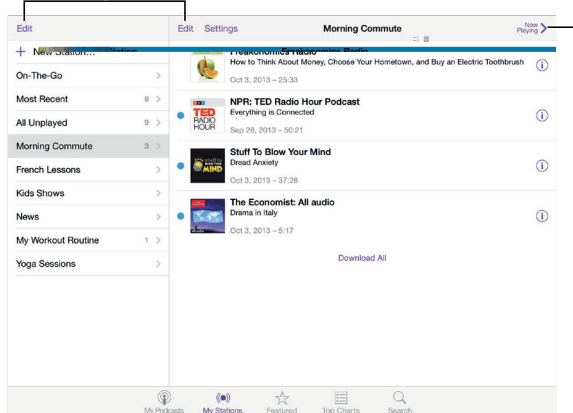 Edit
Edit Settings
Morning Commute
Now
Playing
+ New Station...
Freakonomics Radio
How to Think About Money, Choose Your Hometown, and Buy an Electric Toothbrush
Oct 3, 2013 – 25:33
On-The-Go
Most Recent 9
All Unplayed 9
Morning Commute 3
French Lessons
Kids Shows
News
My Workout Routine 1
Yoga Sessions
NPR: TED Radio Hour Podcast
Everything is Connected
Sep 26, 2013 – 50:21
TED
RADIO
HOUR
Stuff To Blow Your Mind
Dread Anxiety
Oct 3, 2013 – 37:28
MIND
The Economist: All audio
Drama in Italy
Oct 3, 2013 – 5:17
Download All
My Podcasts
My Stations
Featured
Top Charts
Search